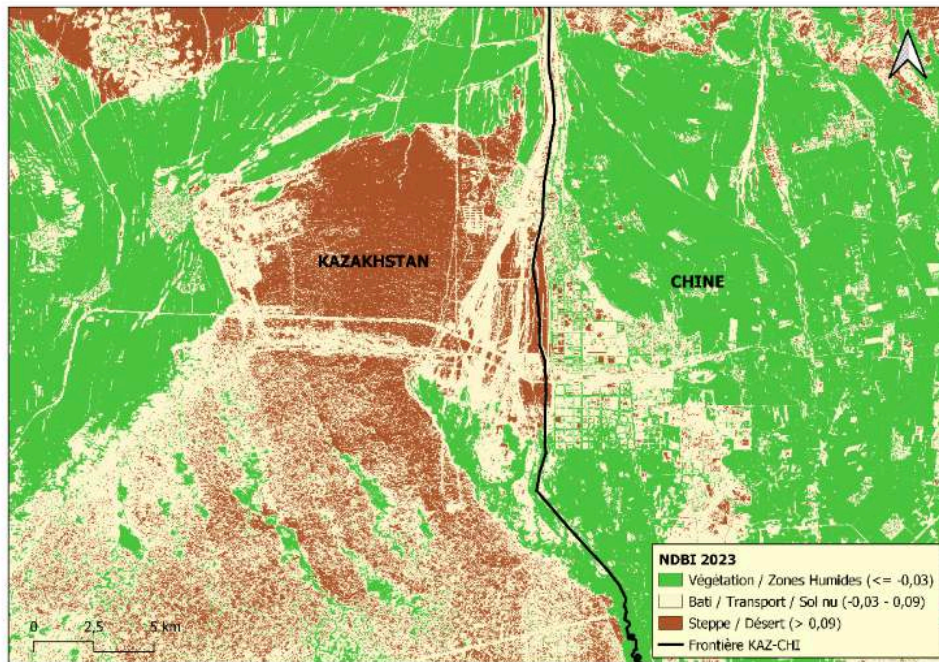 KAZAKHSTAN
CHINE
NDBI 2023
Végétation / Zones Humides (<= -0,03)
Bati / Transport / Sol nu (-0,03 - 0,09)
Steppe / Désert (> 0,09)
Frontière KAZ-CHI
0 2,5 5 km